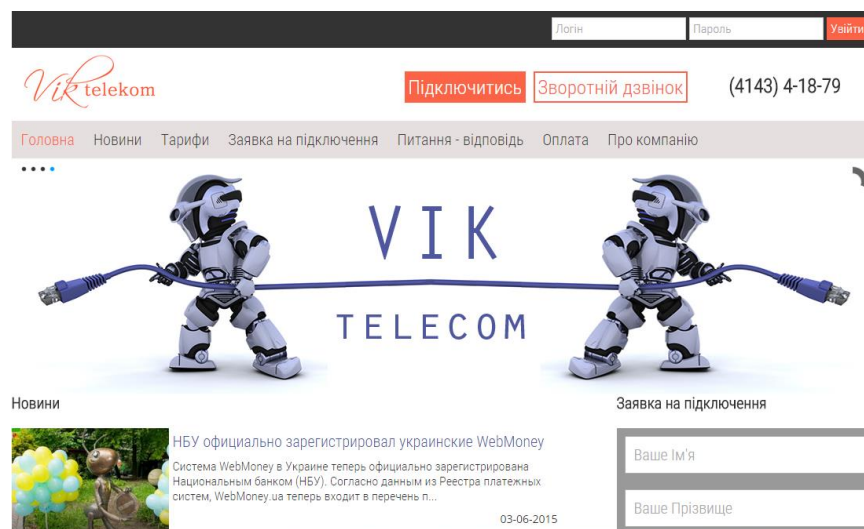 Логін Пароль Увійти
Vik telekom Підключитись Зворотній дзвінок (4143) 4-18-79
Головна Новини Тарифи Заявка на підключення Питання - відповідь Оплата Про компанію
VIK
TELECOM
Новини Заявка на підключення
НБУ официально зарегистрировал украинские WebMoney
Система WebMoney в Украине теперь официально зарегистрирована
Национальным банком (НБУ). Согласно данным из Реестра платежных
систем, WebMoney.ua теперь входит в перечень п...
03-06-2015
Ваше Ім'я
Ваше Прізвище